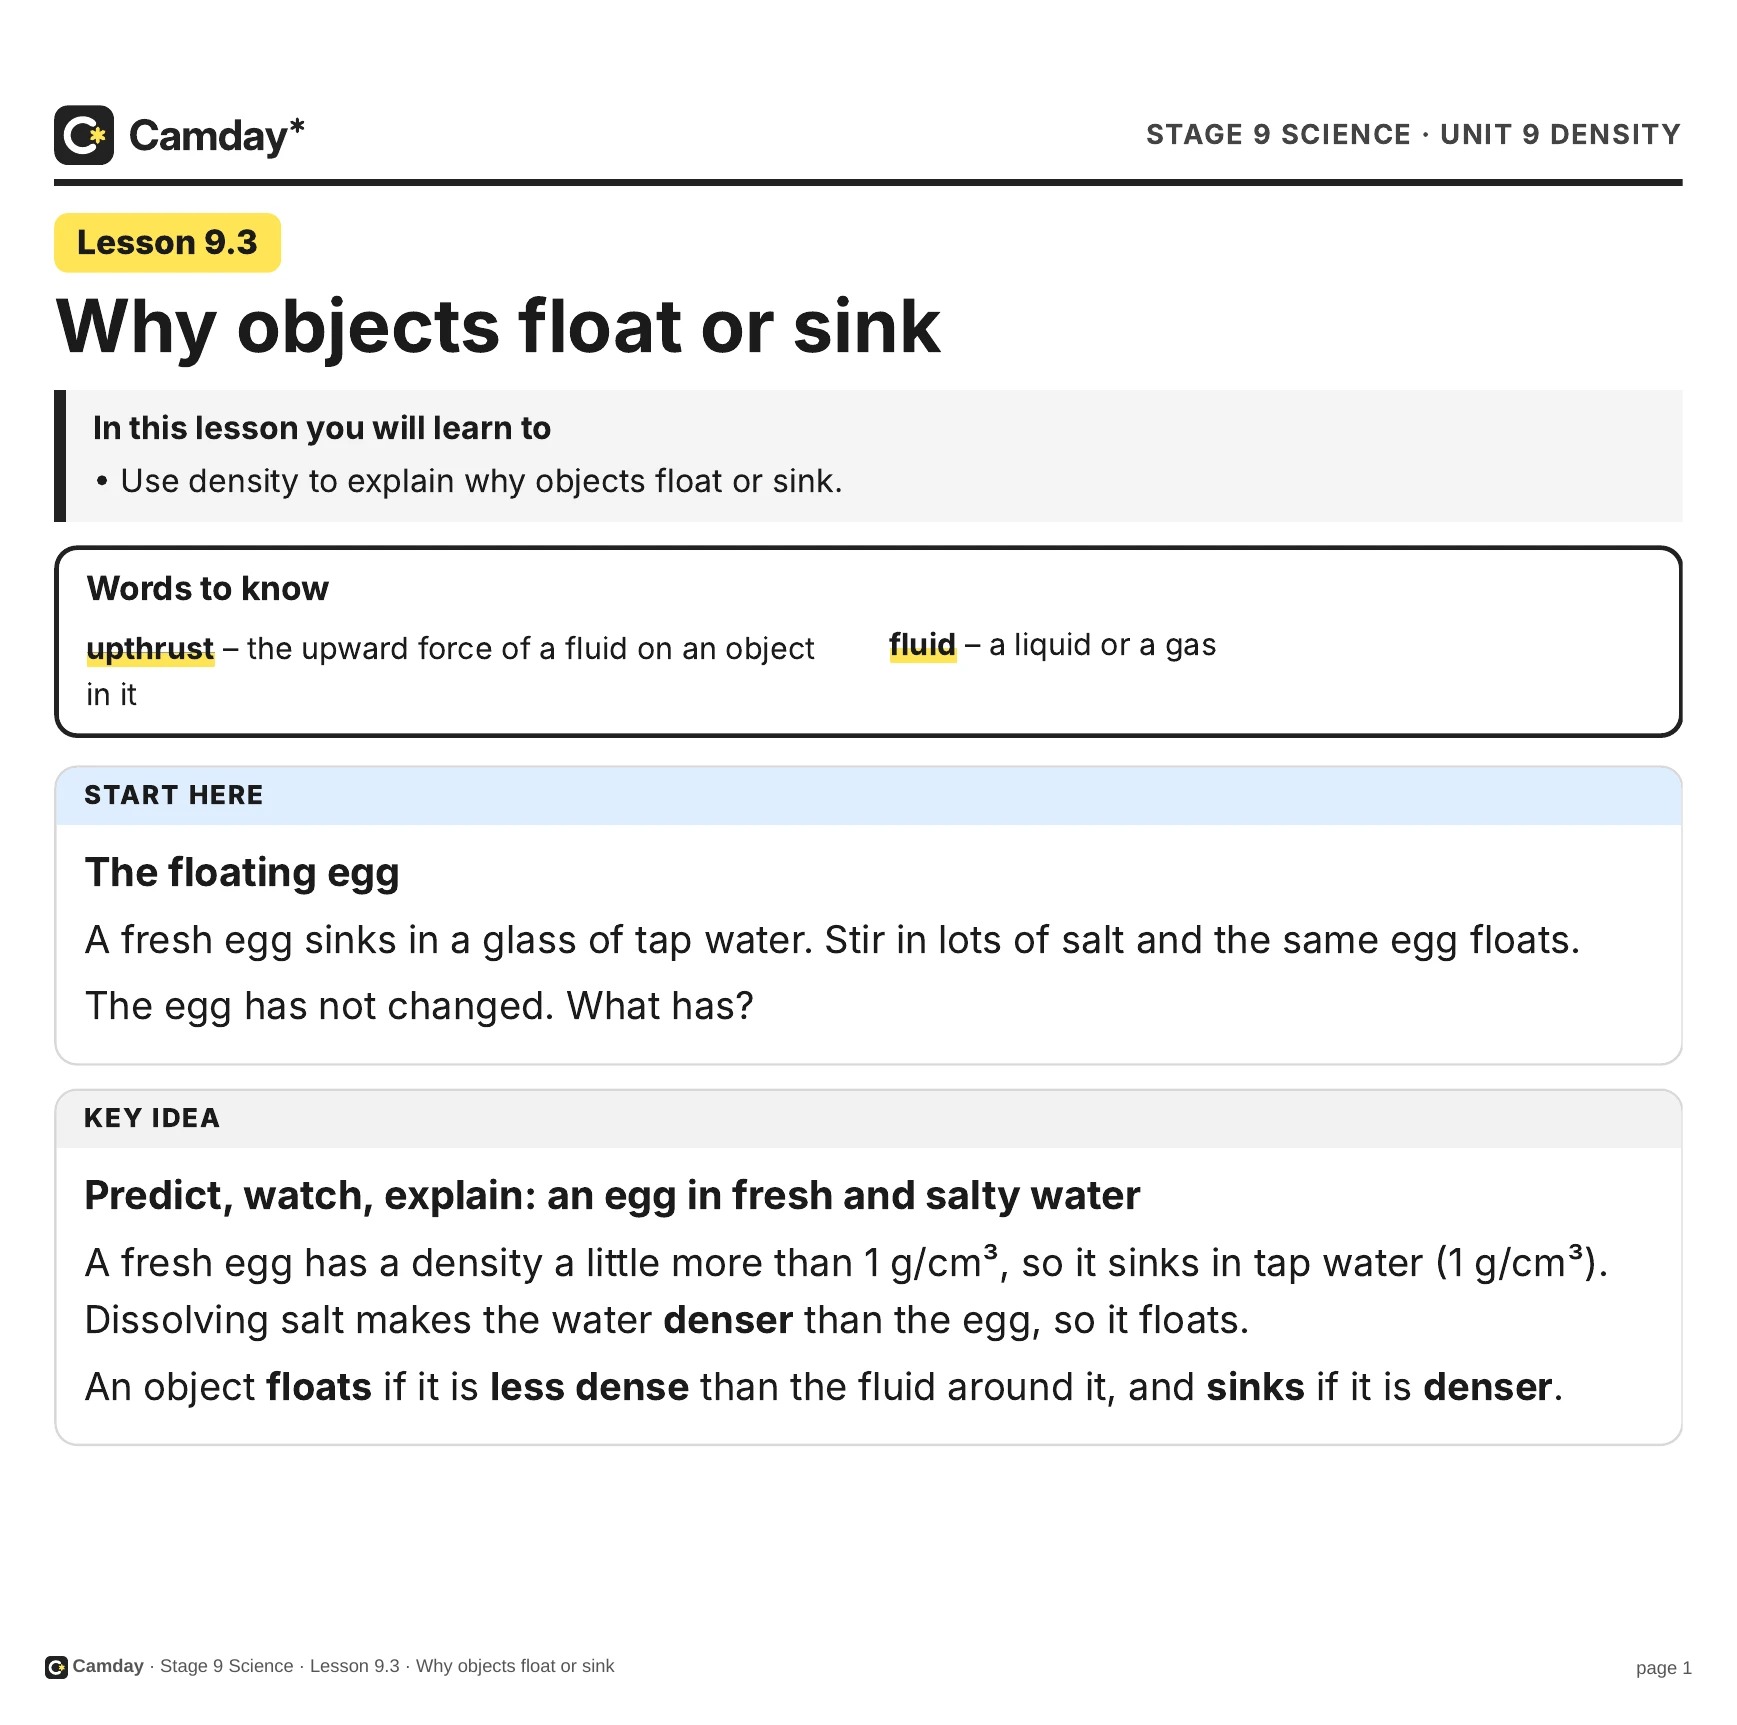 Camday*
STAGE 9 SCIENCE · UNIT 9 DENSITY
Lesson 9.3
Why objects float or sink
In this lesson you will learn to
• Use density to explain why objects float or sink.
Words to know
upthrust – the upward force of a fluid on an object
in it
fluid – a liquid or a gas
START HERE
The floating egg
A fresh egg sinks in a glass of tap water. Stir in lots of salt and the same egg floats.
The egg has not changed. What has?
KEY IDEA
Predict, watch, explain: an egg in fresh and salty water
A fresh egg has a density a little more than 1 g/cm³, so it sinks in tap water (1 g/cm³).
Dissolving salt makes the water denser than the egg, so it floats.
An object floats if it is less dense than the fluid around it, and sinks if it is denser.
Camday · Stage 9 Science · Lesson 9.3 · Why objects float or sink
page 1